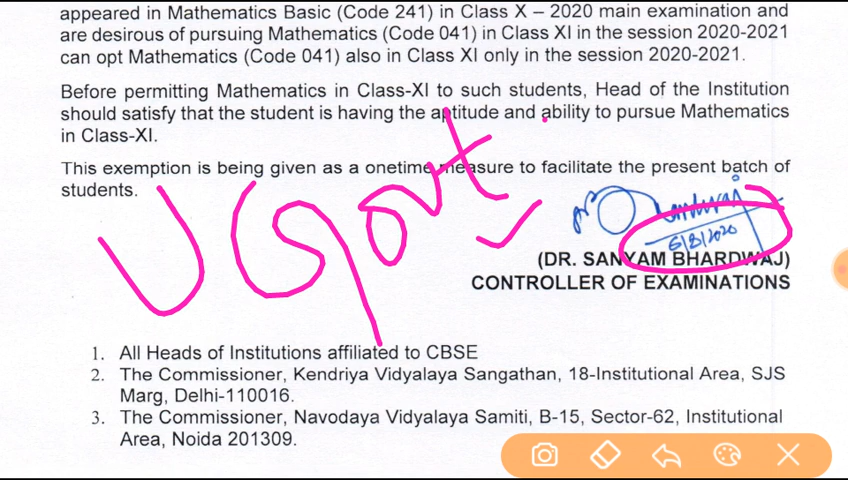 appeared in Mathematics Basic (Code 241) in Class X – 2020 main examination and
are desirous of pursuing Mathematics (Code 041) in Class XI in the session 2020-2021
can opt Mathematics (Code 041) also in Class XI only in the session 2020-2021.
Before permitting Mathematics in Class-XI to such students, Head of the Institution
should satisfy that the student is having the aptitude and ability to pursue Mathematics
in Class-XI.
This exemption is being given as a onetime measure to facilitate the present batch of
students.
6/8/2020
(DR. SANYAM BHARDWAJ)
CONTROLLER OF EXAMINATIONS
1. All Heads of Institutions affiliated to CBSE
2. The Commissioner, Kendriya Vidyalaya Sangathan, 18-Institutional Area, SJS
Marg, Delhi-110016.
3. The Commissioner, Navodaya Vidyalaya Samiti, B-15, Sector-62, Institutional
Area, Noida 201309.